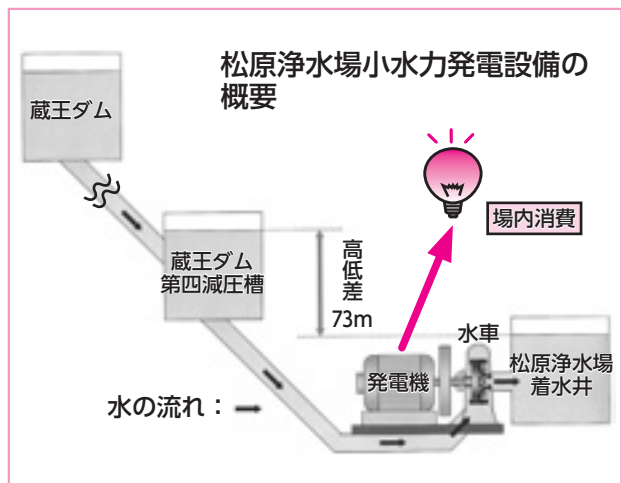 松原浄水場小水力発電設備の
概要
蔵王ダム
場内消費
蔵王ダム
第四減圧槽
高低差
73m
水車
発電機
松原浄水場
着水井
水の流れ：